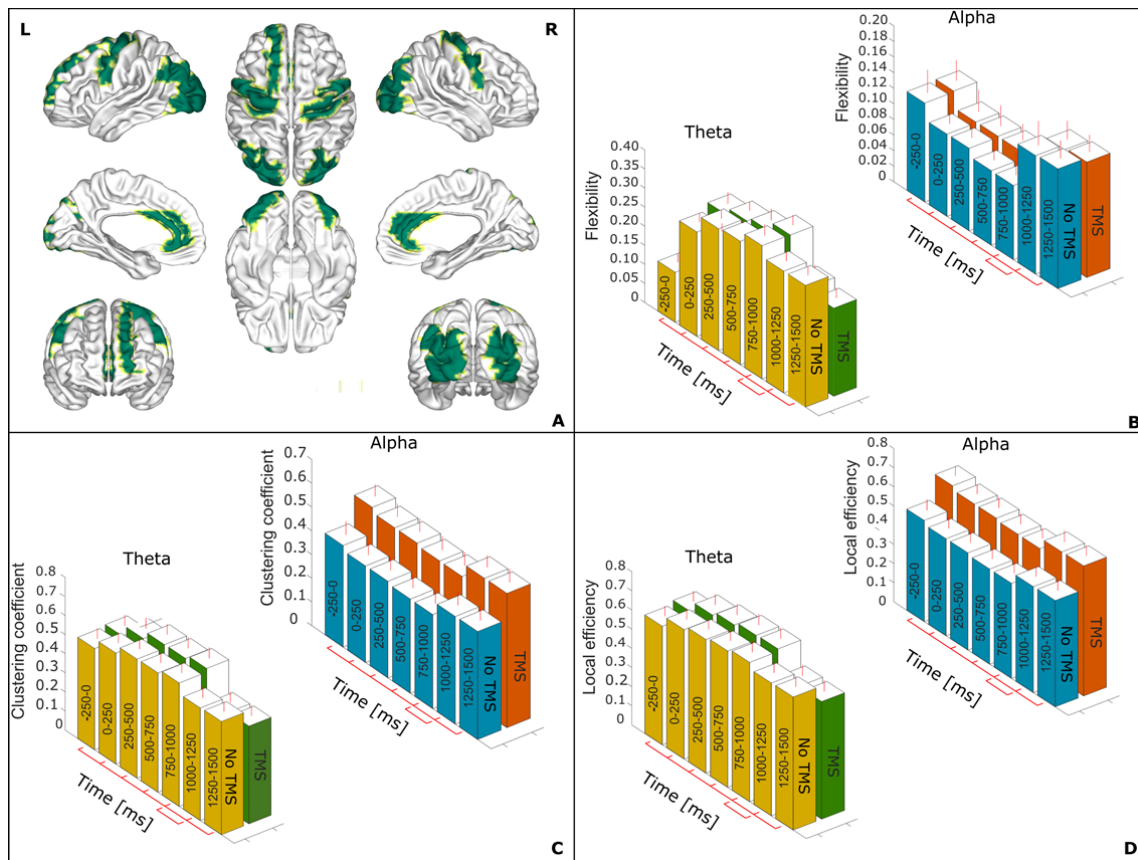 L
R
A
Alpha
Flexibility
0.20
0.18
0.16
0.14
0.12
0.10
0.08
0.06
0.04
0.02
0
-250-0
0-250
250-500
500-750
750-1000
1000-1250
1250-1500
No TMS
TMS
Time [ms]
Theta
Flexibility
0.40
0.35
0.30
0.25
0.20
0.15
0.10
0.05
0
-250-0
0-250
250-500
500-750
750-1000
1000-1250
1250-1500
No TMS
TMS
Time [ms]
B
Alpha
Clustering coefficient
0.7
0.6
0.5
0.4
0.3
0.2
0.1
0
-250-0
0-250
250-500
500-750
750-1000
1000-1250
1250-1500
No TMS
TMS
Time [ms]
Theta
Clustering coefficient
0.8
0.7
0.6
0.5
0.4
0.3
0.2
0.1
0
-250-0
0-250
250-500
500-750
750-1000
1000-1250
1250-1500
No TMS
TMS
Time [ms]
C
Alpha
Local efficiency
0.8
0.7
0.6
0.5
0.4
0.3
0.2
0.1
0
-250-0
0-250
250-500
500-750
750-1000
1000-1250
1250-1500
No TMS
TMS
Time [ms]
Theta
Local efficiency
0.8
0.7
0.6
0.5
0.4
0.3
0.2
0.1
0
-250-0
0-250
250-500
500-750
750-1000
1000-1250
1250-1500
No TMS
TMS
Time [ms]
D